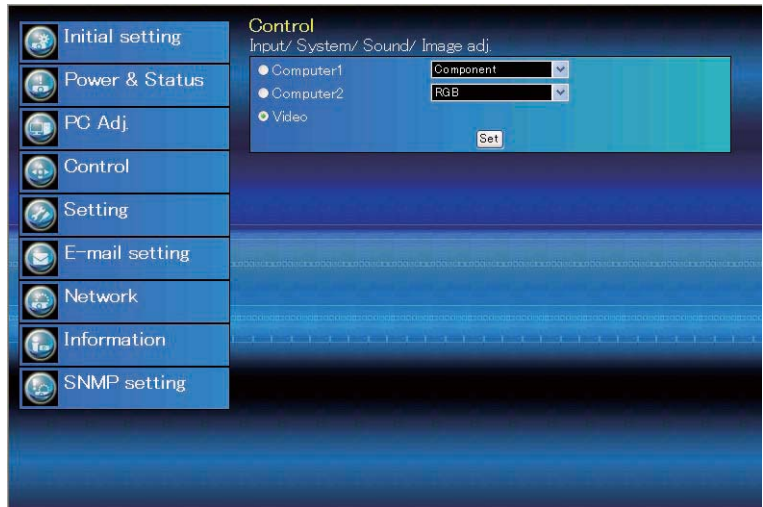 Initial setting
Power & Status
PC Adj.
Control
Setting
E-mail setting
Network
Information
SNMP setting
Control
Input/ System/ Sound/ Image adj.
Computer1 Component
Computer2 RGB
Video
Set